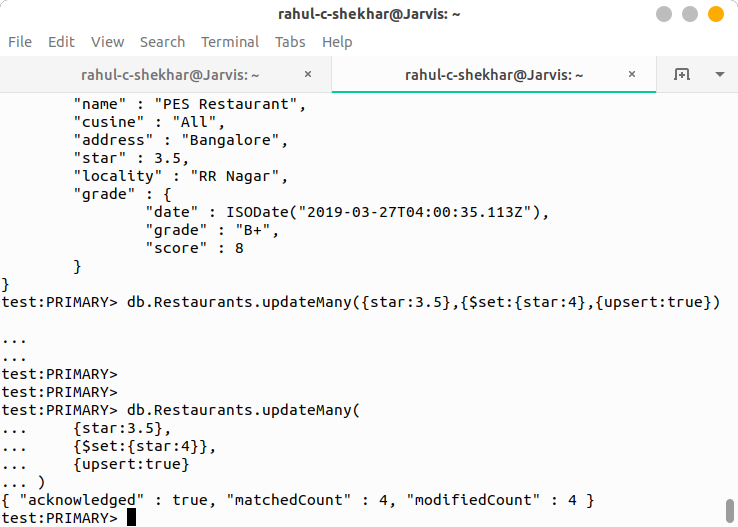 rahul-c-shekhar@Jarvis: ~
File Edit View Search Terminal Tabs Help
rahul-c-shekhar@Jarvis: ~ × rahul-c-shekhar@Jarvis: ~ ×
"name" : "PES Restaurant",
"cusine" : "All",
"address" : "Bangalore",
"star" : 3.5,
"locality" : "RR Nagar",
"grade" : {
"date" : ISODate("2019-03-27T04:00:35.113Z"),
"grade" : "B+",
"score" : 8
}
}
test:PRIMARY> db.Restaurants.updateMany({star:3.5},{$set:{star:4},{upsert:true})
...
...
test:PRIMARY>
test:PRIMARY>
test:PRIMARY> db.Restaurants.updateMany(
... {star:3.5},
... {$set:{star:4}},
... {upsert:true}
... )
{ "acknowledged" : true, "matchedCount" : 4, "modifiedCount" : 4 }
test:PRIMARY>